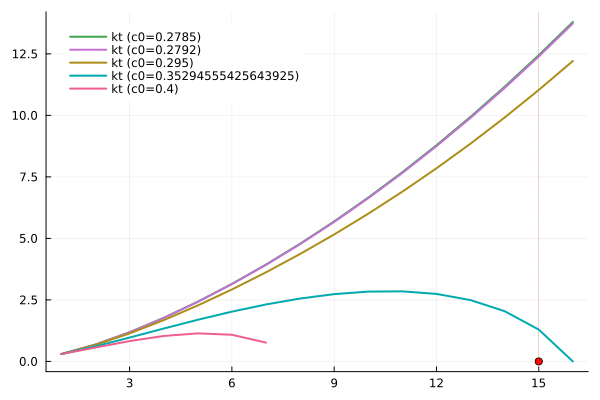 kt (c0=0.2785)
kt (c0=0.2792)
kt (c0=0.295)
kt (c0=0.35294555425643925)
kt (c0=0.4)
12.5
10.0
7.5
5.0
2.5
0.0
3 6 9 12 15